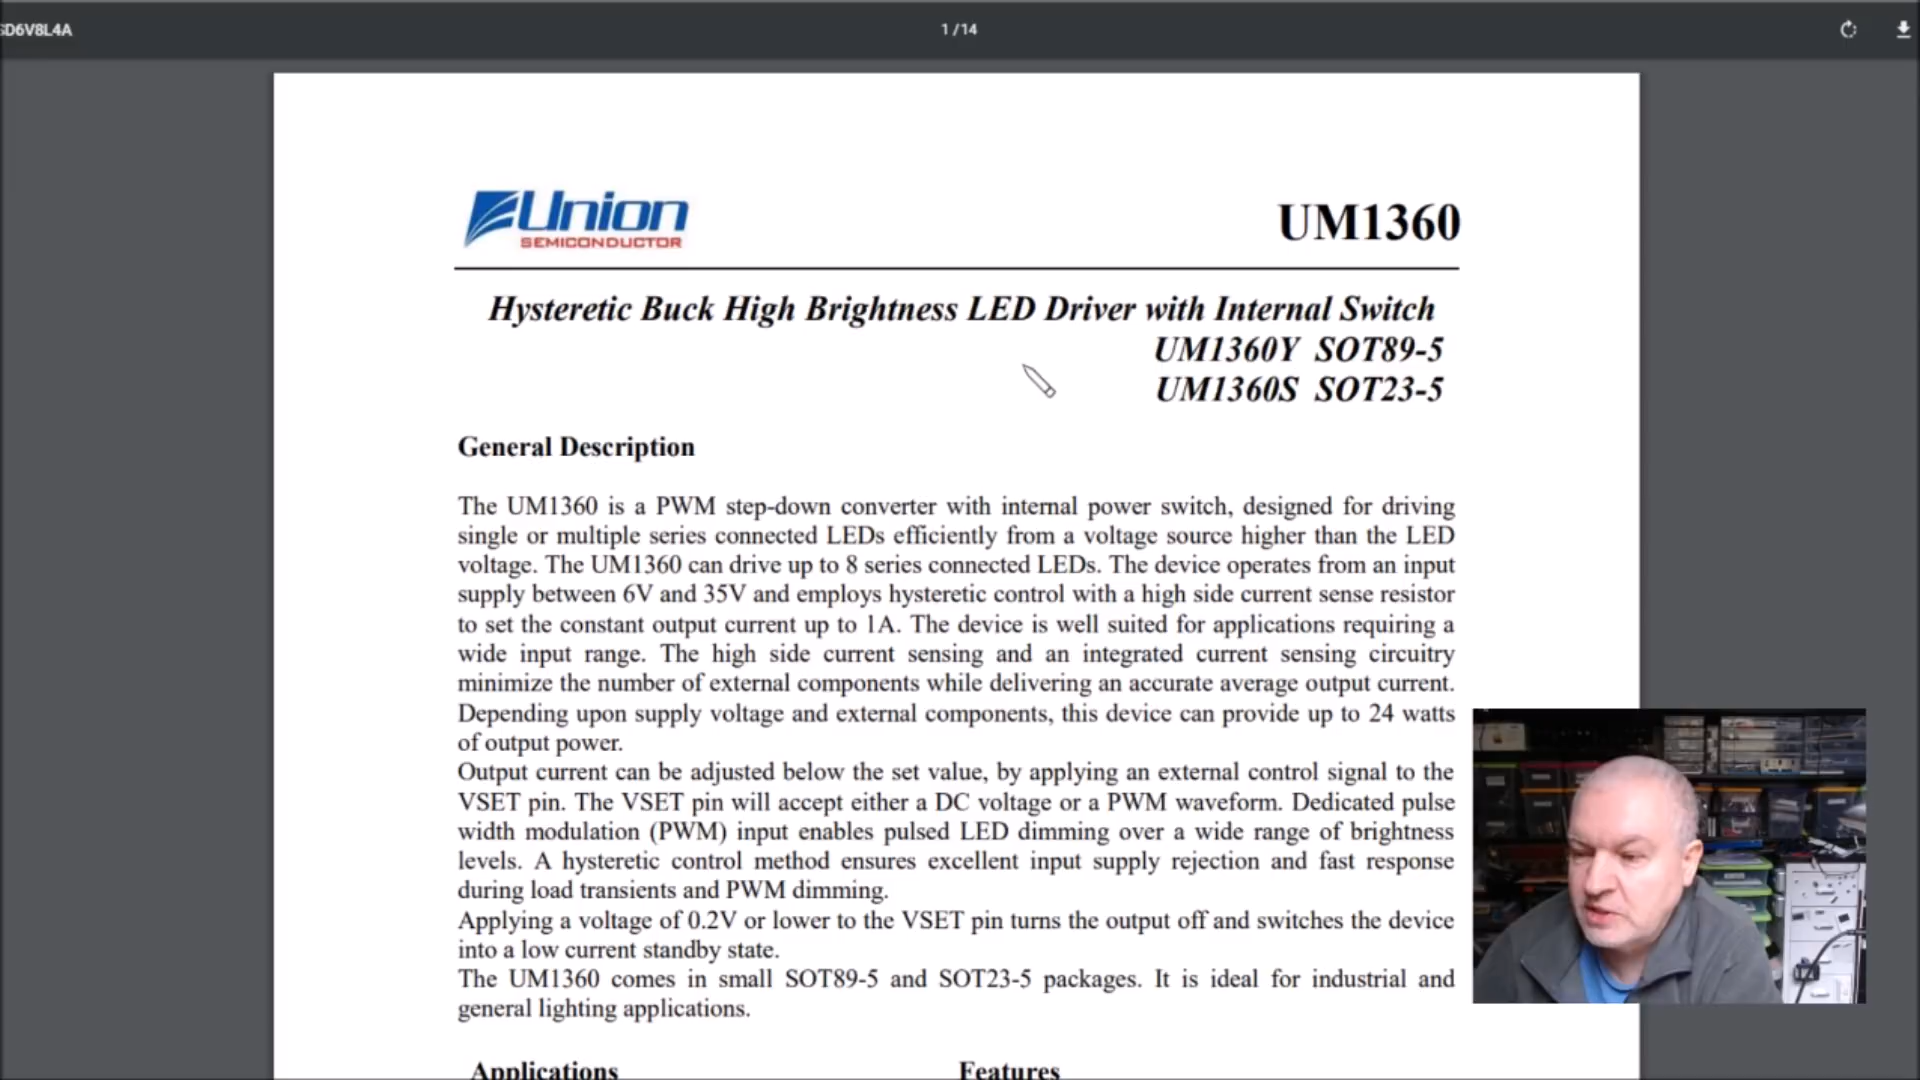 SD6V8L4A
1 / 14
Union
SEMICONDUCTOR
UM1360
Hysteretic Buck High Brightness LED Driver with Internal Switch
UM1360Y SOT89-5
UM1360S SOT23-5
General Description
The UM1360 is a PWM step-down converter with internal power switch, designed for driving
single or multiple series connected LEDs efficiently from a voltage source higher than the LED
voltage. The UM1360 can drive up to 8 series connected LEDs. The device operates from an input
supply between 6V and 35V and employs hysteretic control with a high side current sense resistor
to set the constant output current up to 1A. The device is well suited for applications requiring a
wide input range. The high side current sensing and an integrated current sensing circuitry
minimize the number of external components while delivering an accurate average output current.
Depending upon supply voltage and external components, this device can provide up to 24 watts
of output power.
Output current can be adjusted below the set value, by applying an external control signal to the
VSET pin. The VSET pin will accept either a DC voltage or a PWM waveform. Dedicated pulse
width modulation (PWM) input enables pulsed LED dimming over a wide range of brightness
levels. A hysteretic control method ensures excellent input supply rejection and fast response
during load transients and PWM dimming.
Applying a voltage of 0.2V or lower to the VSET pin turns the output off and switches the device
into a low current standby state.
The UM1360 comes in small SOT89-5 and SOT23-5 packages. It is ideal for industrial and
general lighting applications.
Applications
Features